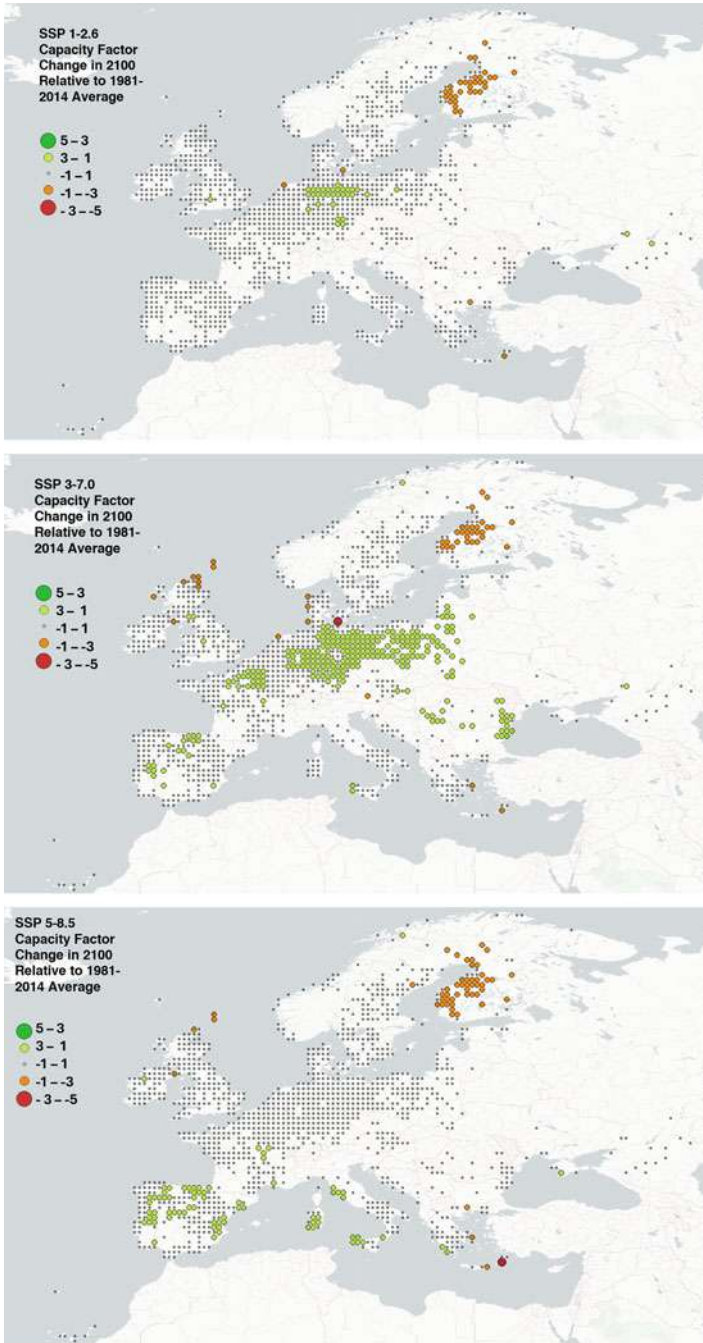 SSP 1-2.6
Capacity Factor
Change in 2100
Relative to 1981-
2014 Average
5 – 3
3 – 1
-1 – 1
-1 – -3
- 3 – -5
SSP 3-7.0
Capacity Factor
Change in 2100
Relative to 1981-
2014 Average
5 – 3
3 – 1
-1 – 1
-1 – -3
- 3 – -5
SSP 5-8.5
Capacity Factor
Change in 2100
Relative to 1981-
2014 Average
5 – 3
3 – 1
-1 – 1
-1 – -3
- 3 – -5